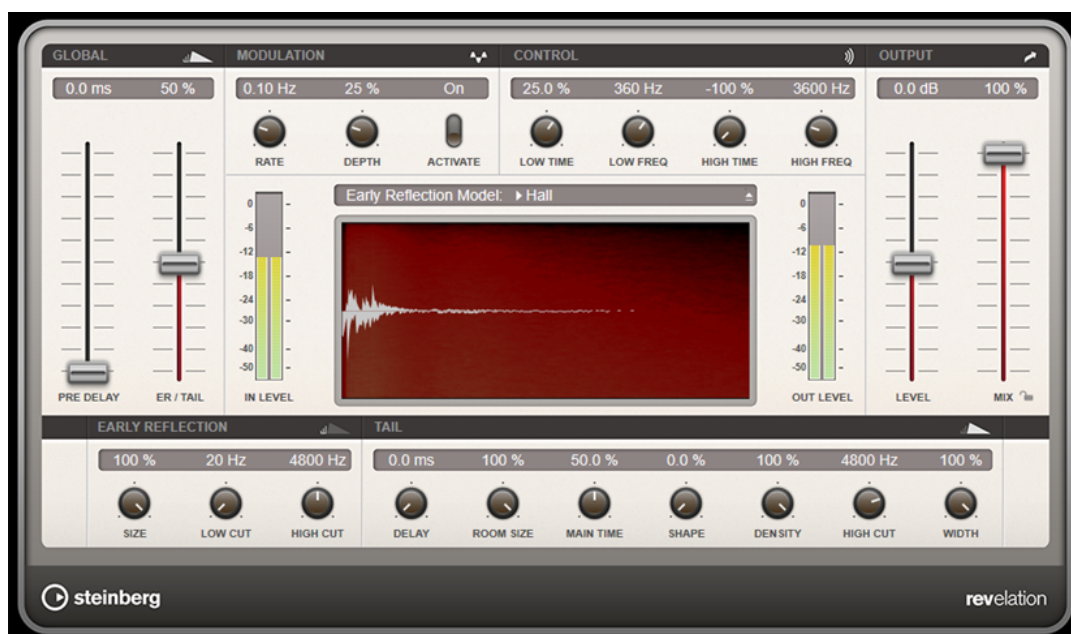 GLOBAL MODULATION CONTROL OUTPUT
0.0 ms 50 % 0.10 Hz 25 % On 25.0 % 360 Hz -100 % 3600 Hz 0.0 dB 100 %
RATE DEPTH ACTIVATE LOW TIME LOW FREQ HIGH TIME HIGH FREQ
Early Reflection Model: Hall
0 0
-6 -6
-12 -12
-18 -18
-24 -24
-30 -30
-40 -40
-50 -50
PRE DELAY ER / TAIL IN LEVEL OUT LEVEL LEVEL MIX
EARLY REFLECTION TAIL
100 % 20 Hz 4800 Hz 0.0 ms 100 % 50.0 % 0.0 % 100 % 4800 Hz 100 %
SIZE LOW CUT HIGH CUT DELAY ROOM SIZE MAIN TIME SHAPE DENSITY HIGH CUT WIDTH
steinberg revelation